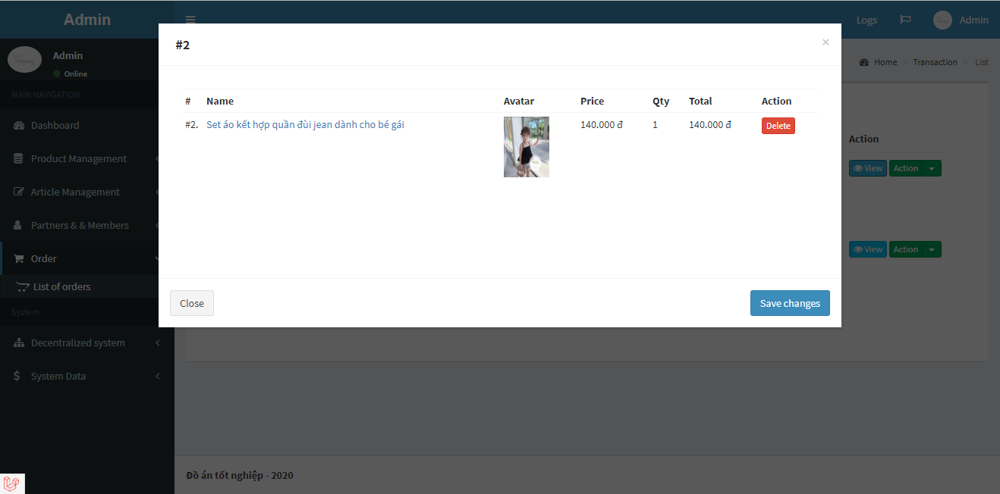 Admin
Logs
Admin
Admin
Online
MAIN NAVIGATION
Dashboard
Product Management
Article Management
Partners & & Members
Order
List of orders
System
Decentralized system
System Data
#2
×
# Name Avatar Price Qty Total Action
#2. Set áo kết hợp quần đùi jean dành cho bé gái 140.000 đ 1 140.000 đ Delete
Close Save changes
Home > Transaction > List
Action
View Action
View Action
Đồ án tốt nghiệp - 2020